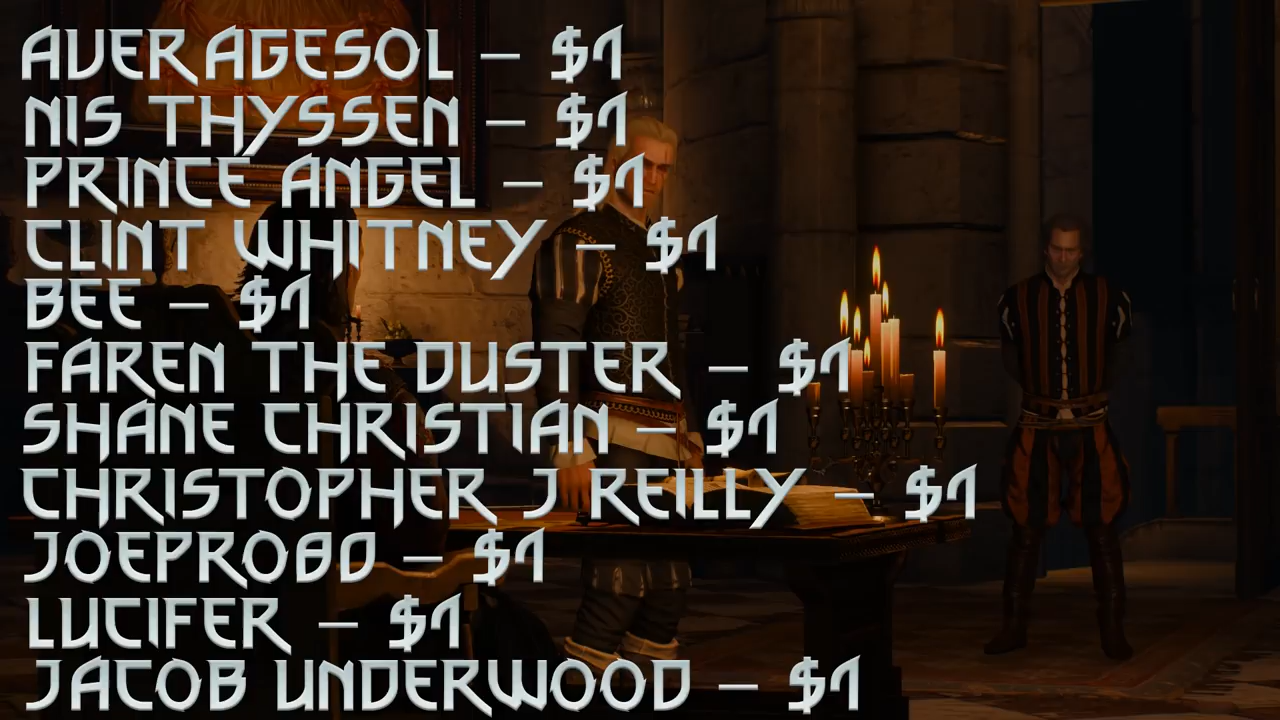 AVERAGESOL – $1
NIS THYSSEN – $1
PRINCE ANGEL – $1
CLINT WHITNEY – $1
BEE – $1
FAREN THE DUSTER – $1
SHANE CHRISTIAN – $1
CHRISTOPHER J REILLY – $1
JOEPRO80 – $1
LUCIFER – $1
JACOB UNDERWOOD – $1